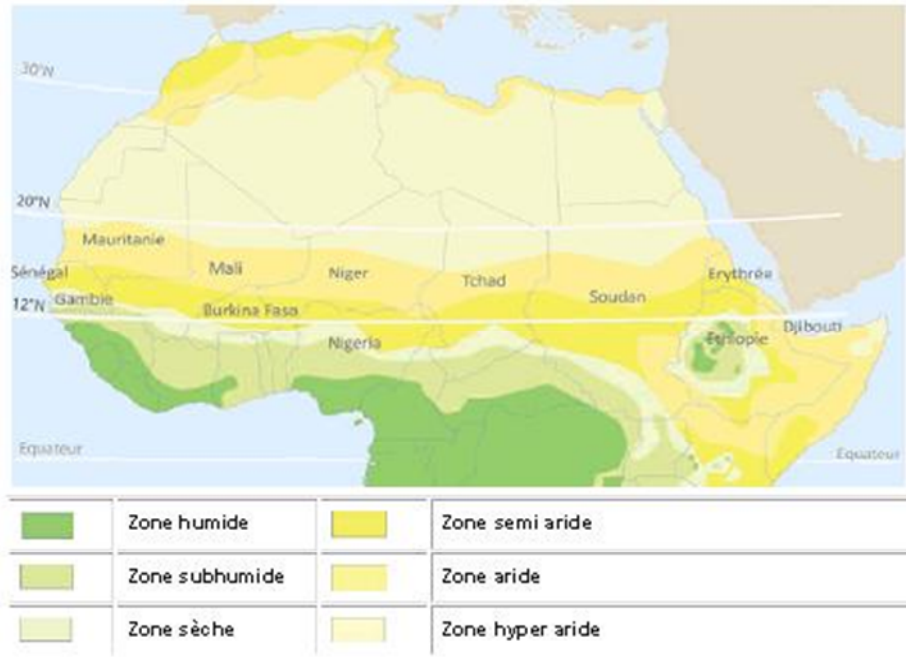 30°N
20°N
Mauritanie
Sénégal
Mali
Niger
Tchad
Soudan
Erythrée
12°N
Gambie
Burkina Faso
Nigeria
Ethiopie
Djibouti
Equateur
Equateur
Zone humide
Zone semi aride
Zone subhumide
Zone aride
Zone sèche
Zone hyper aride